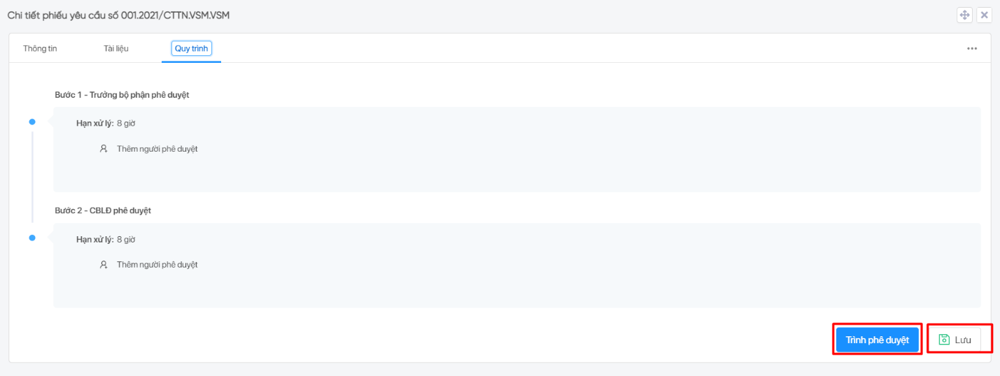 Chi tiết phiếu yêu cầu số 001.2021/CTTN.VSM.VSM
Thông tin Tài liệu Quy trình
Bước 1 - Trưởng bộ phận phê duyệt
Hạn xử lý: 8 giờ
Thêm người phê duyệt
Bước 2 - CBLĐ phê duyệt
Hạn xử lý: 8 giờ
Thêm người phê duyệt
Trình phê duyệt Lưu